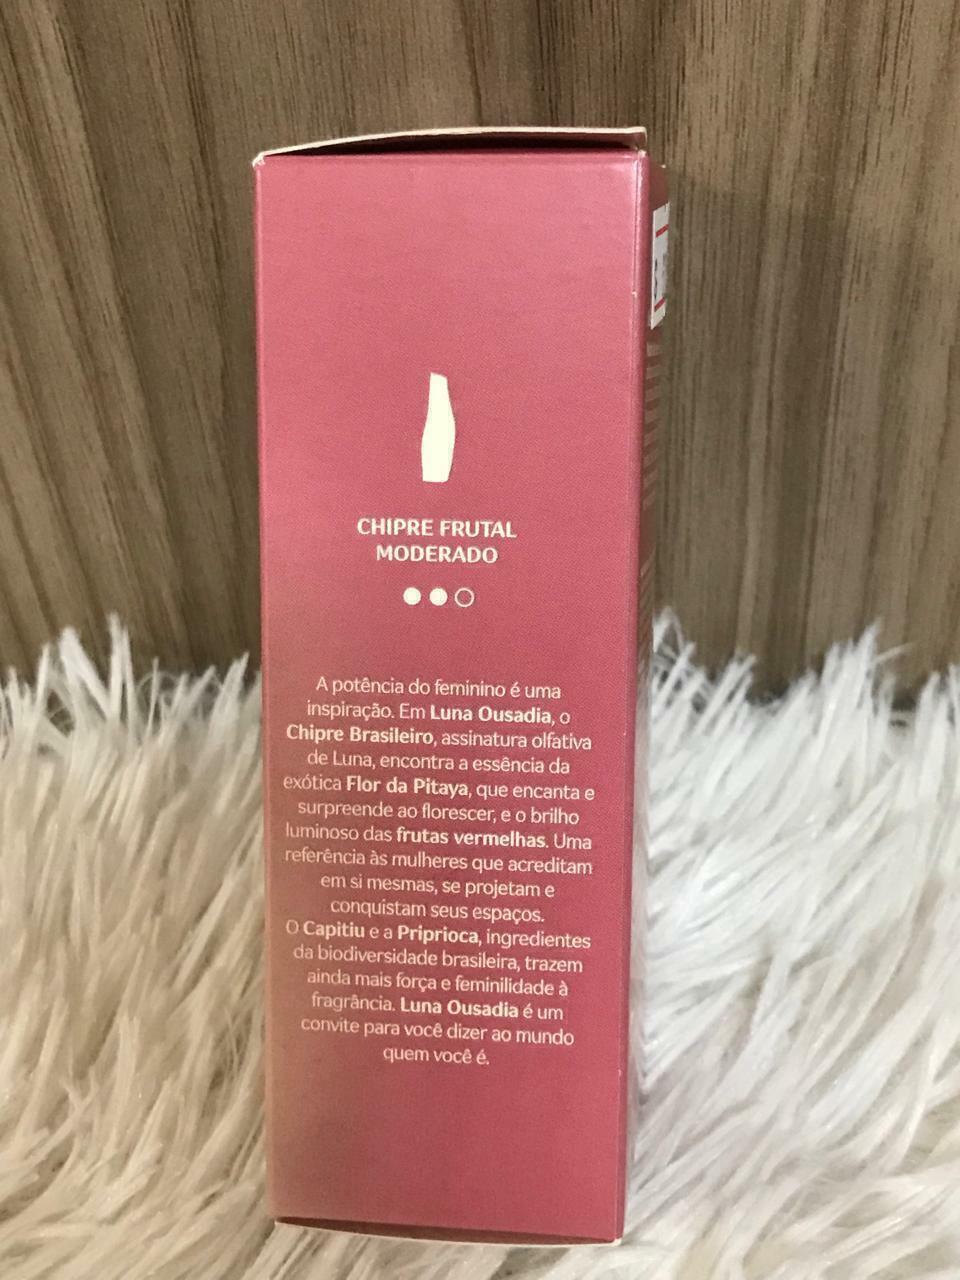 CHIPRE FRUTAL
MODERADO
A potência do feminino é uma
inspiração. Em Luna Ousadia, o
Chipre Brasileiro, assinatura olfativa
de Luna, encontra a essência da
exótica Flor da Pitaya, que encanta e
surpreende ao florescer, e o brilho
luminoso das frutas vermelhas. Uma
referência às mulheres que acreditam
em si mesmas, se projetam e
conquistam seus espaços.
O Capitiu e a Priprioca, ingredientes
da biodiversidade brasileira, trazem
ainda mais força e feminilidade à
fragrância. Luna Ousadia é um
convite para você dizer ao mundo
quem você é.